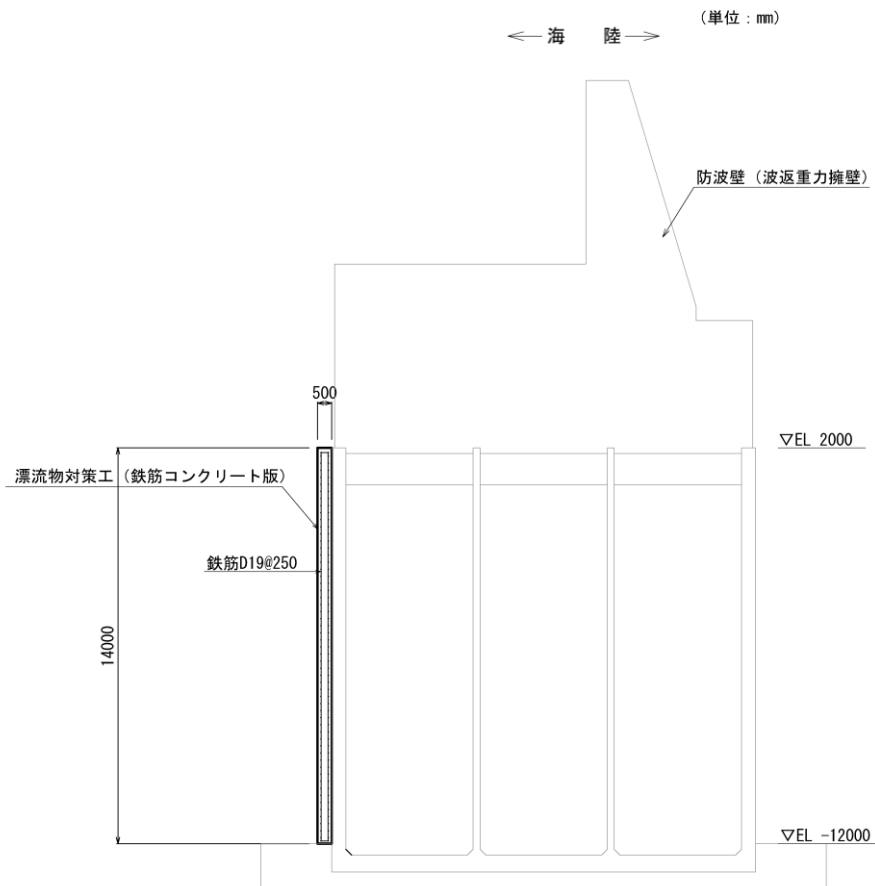 (単位：mm)
← 海 陸 →
防波壁（波返重力擁壁）
500
▽EL 2000
漂流物対策工（鉄筋コンクリート版）
鉄筋D19@250
14000
▽EL -12000